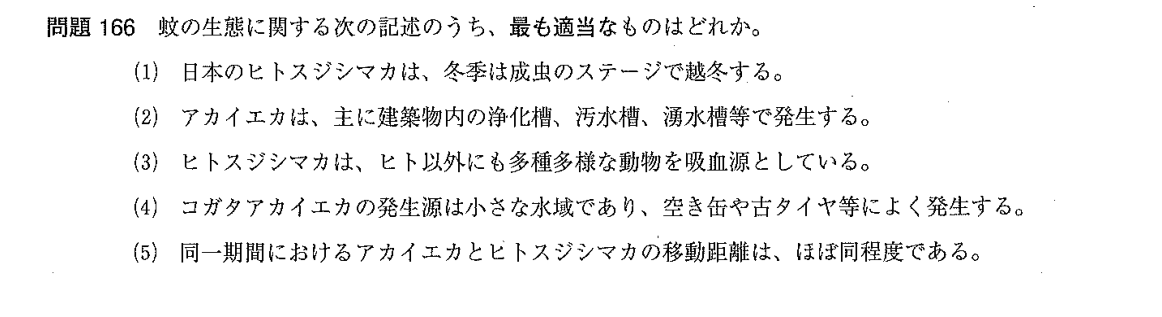 問題 166 蚊の生態に関する次の記述のうち、最も適当なものはどれか。
(1) 日本のヒトスジシマカは、冬季は成虫のステージで越冬する。
(2) アカイエカは、主に建築物内の浄化槽、汚水槽、湧水槽等で発生する。
(3) ヒトスジシマカは、ヒト以外にも多種多様な動物を吸血源としている。
(4) コガタアカイエカの発生源は小さな水域であり、空き缶や古タイヤ等によく発生する。
(5) 同一期間におけるアカイエカとヒトスジシマカの移動距離は、ほぼ同程度である。